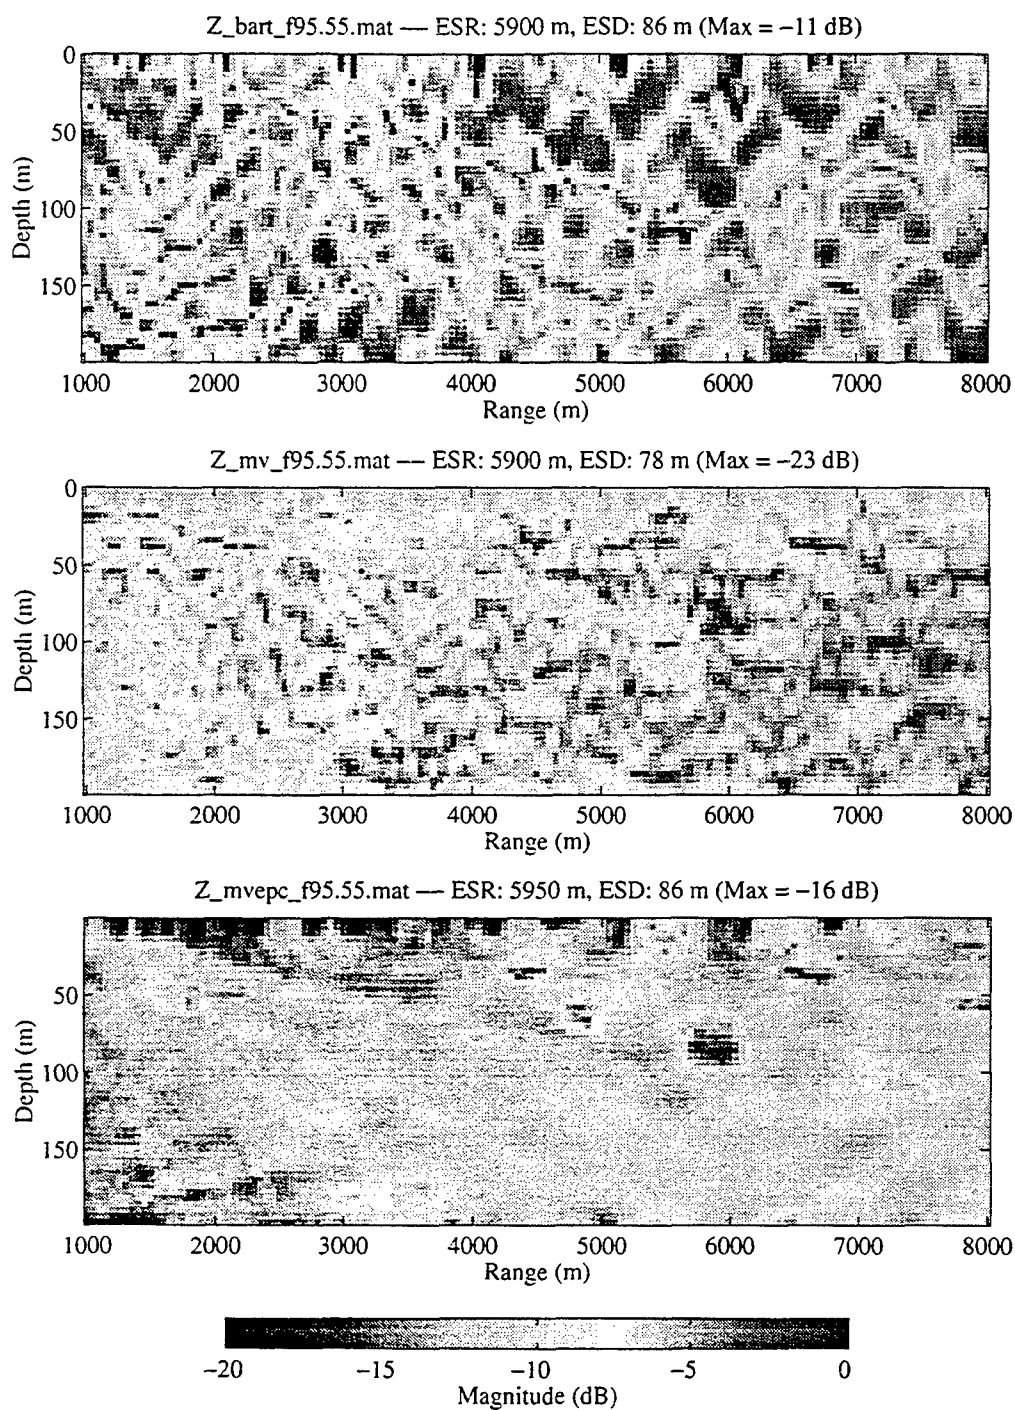 Z_bart_f95.55.mat — ESR: 5900 m, ESD: 86 m (Max = −11 dB)
0
50
100
150
Depth (m)
1000 2000 3000 4000 5000 6000 7000 8000
Range (m)
Z_mv_f95.55.mat — ESR: 5900 m, ESD: 78 m (Max = −23 dB)
0
50
100
150
Depth (m)
1000 2000 3000 4000 5000 6000 7000 8000
Range (m)
Z_mvepc_f95.55.mat — ESR: 5950 m, ESD: 86 m (Max = −16 dB)
50
100
150
Depth (m)
1000 2000 3000 4000 5000 6000 7000 8000
Range (m)
−20 −15 −10 −5 0
Magnitude (dB)